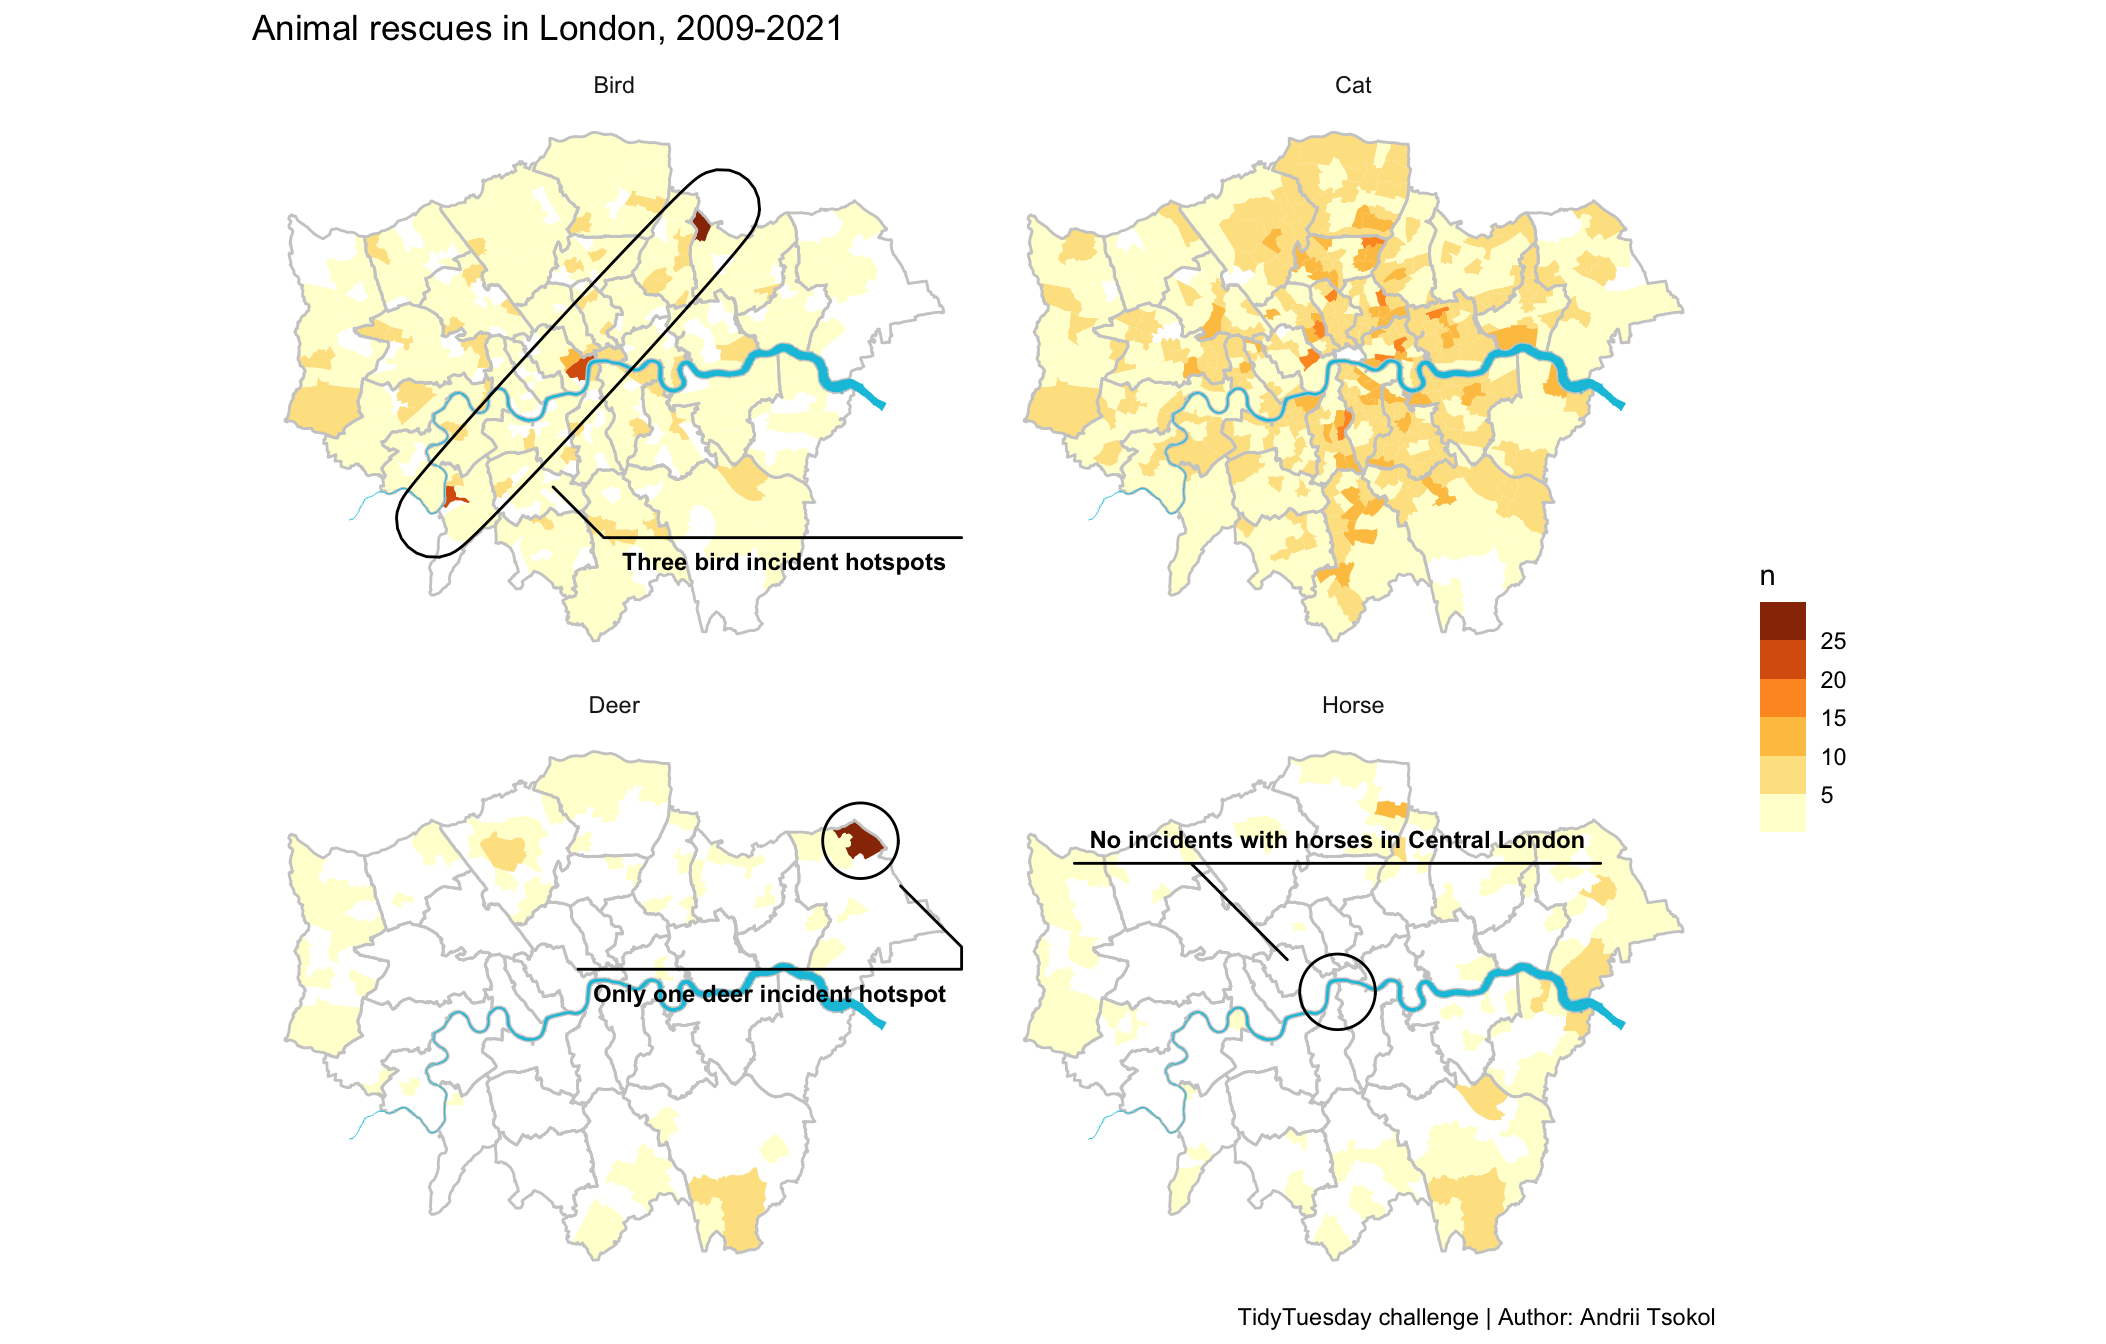 Animal rescues in London, 2009-2021
Bird
Cat
Three bird incident hotspots
n
25
20
15
10
5
Deer
Horse
No incidents with horses in Central London
Only one deer incident hotspot
TidyTuesday challenge | Author: Andrii Tsokol